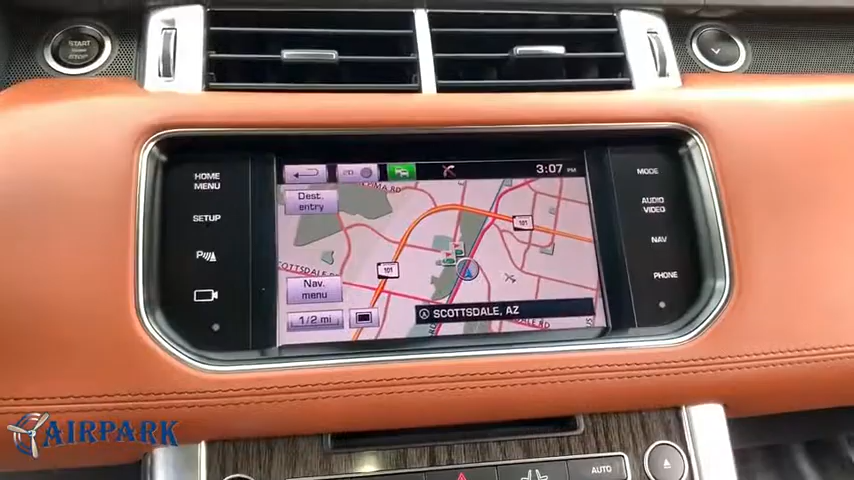 START
STOP
HOME
MENU
SETUP
P
2D
3:07 PM
MODE
Dest.
entry
AUDIO
VIDEO
101
NAV
101
SCOTTSDALE
Nav.
menu
PHONE
1/2 mi
SCOTTSDALE, AZ
AIRPARK
AUTO